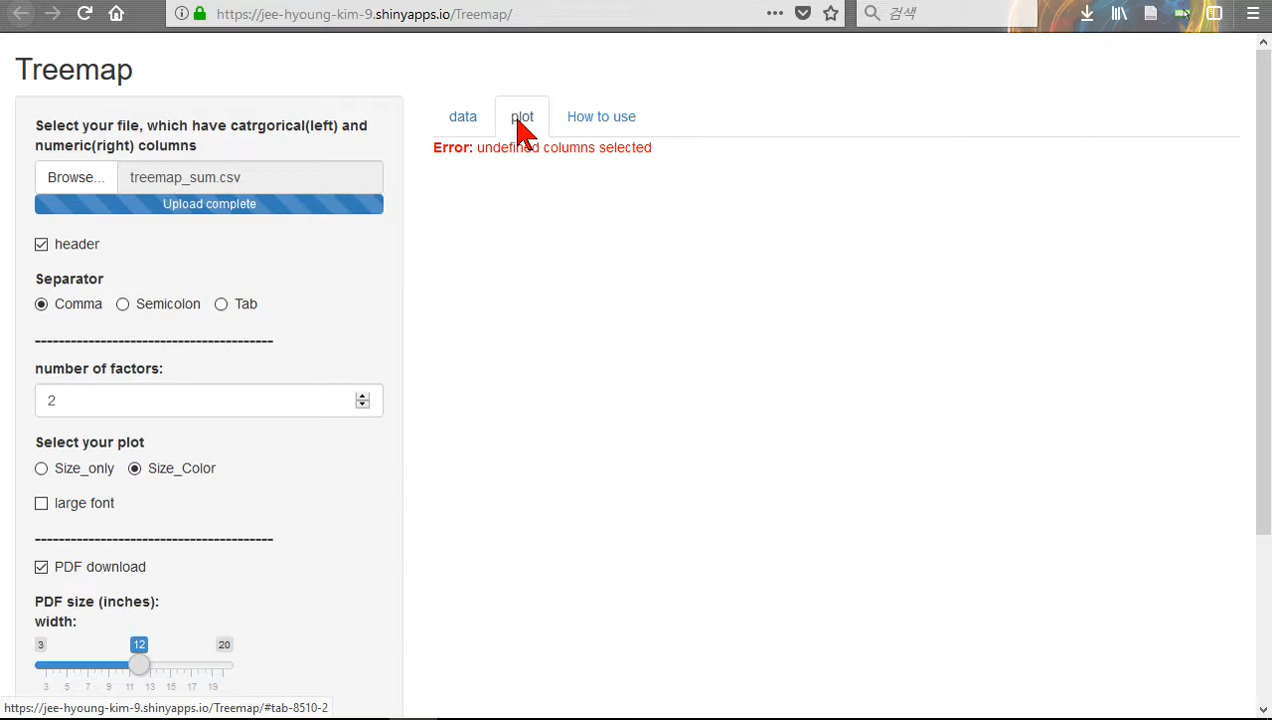 https://jee-hyoung-kim-9.shinyapps.io/Treemap/
검색
Treemap
Select your file, which have catrgorical(left) and
numeric(right) columns
Browse...
treemap_sum.csv
Upload complete
header
Separator
Comma
Semicolon
Tab
----------------------------------------
number of factors:
2
Select your plot
Size_only
Size_Color
large font
----------------------------------------
PDF download
PDF size (inches):
width:
3
12
20
3 5 7 9 11 13 15 17 19
data
plot
How to use
Error: undefined columns selected
https://jee-hyoung-kim-9.shinyapps.io/Treemap/#tab-8510-2